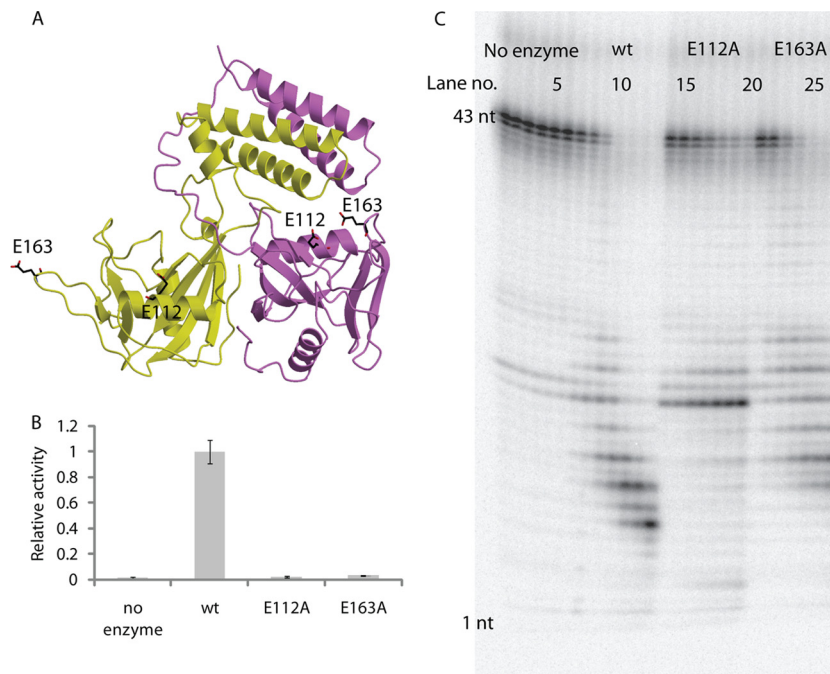 A
E163
E112
E163
E112
B
Relative activity
1.2
1
0.8
0.6
0.4
0.2
0
no enzyme
wt
E112A
E163A
C
No enzyme wt E112A E163A
Lane no. 5 10 15 20 25
43 nt
1 nt